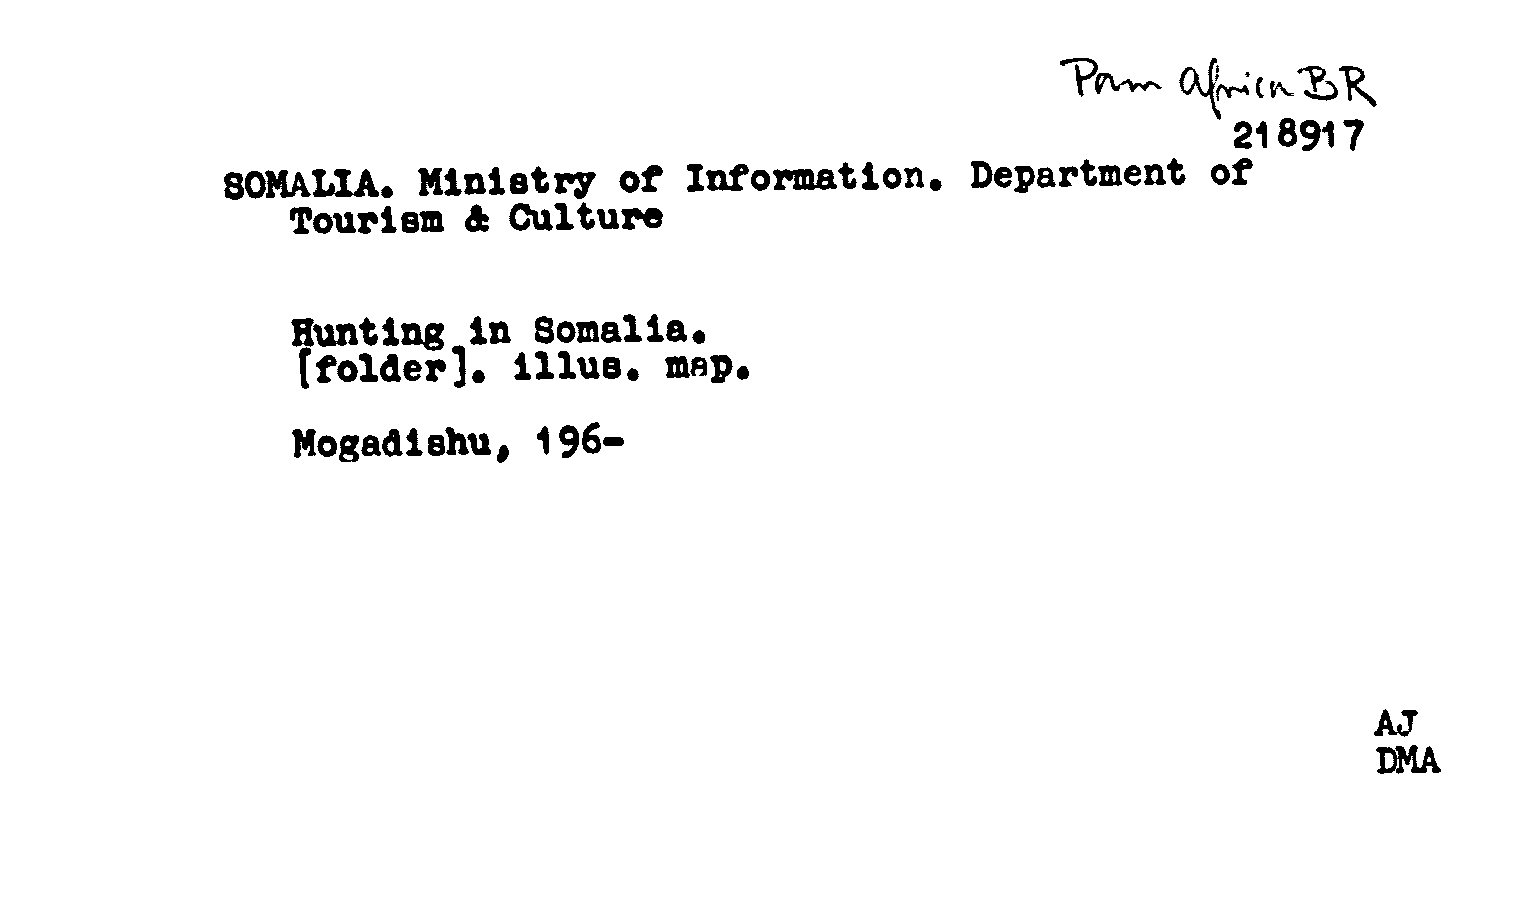 Pam Africa BR
218917
SOMALIA. Ministry of Information. Department of
Tourism & Culture
Hunting in Somalia.
[folder]. illus. map.
Mogadishu, 196-
AJ
DMA